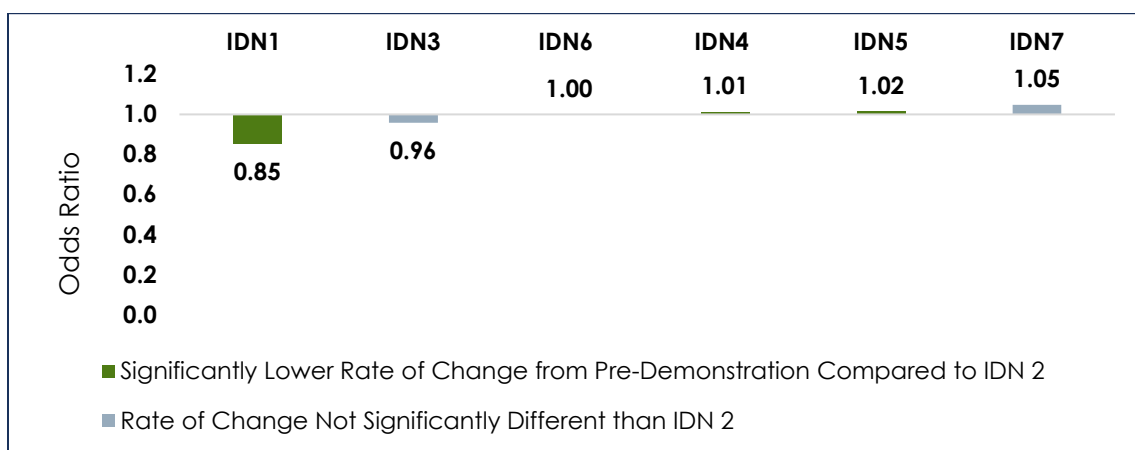 IDN1 IDN3 IDN6 IDN4 IDN5 IDN7
1.2 1.00 1.01 1.02 1.05
1.0
0.8 0.85 0.96
0.6
0.4
0.2
0.0
Odds Ratio
Significantly Lower Rate of Change from Pre-Demonstration Compared to IDN 2
Rate of Change Not Significantly Different than IDN 2